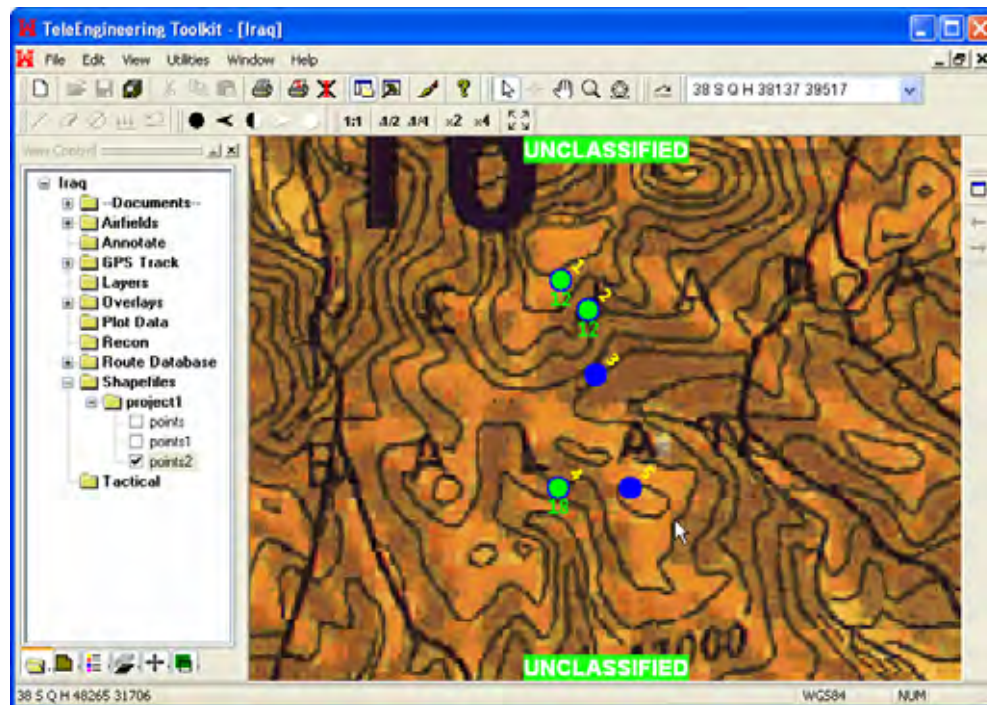 TeleEngineering Toolkit - [Iraq]
File Edit View Utilities Window Help
38 S Q H 38137 39517
1:1 1/2 1/4 x2 x4
View Control
Iraq
--Documents--
Airfields
Annotate
GPS Track
Layers
Overlays
Plot Data
Recon
Route Database
Shapefiles
project1
points
points1
points2
Tactical
UNCLASSIFIED
16
1
12
2
12
3
4
5
1000
UNCLASSIFIED
38 S Q H 48265 31706
WGS84
NUM